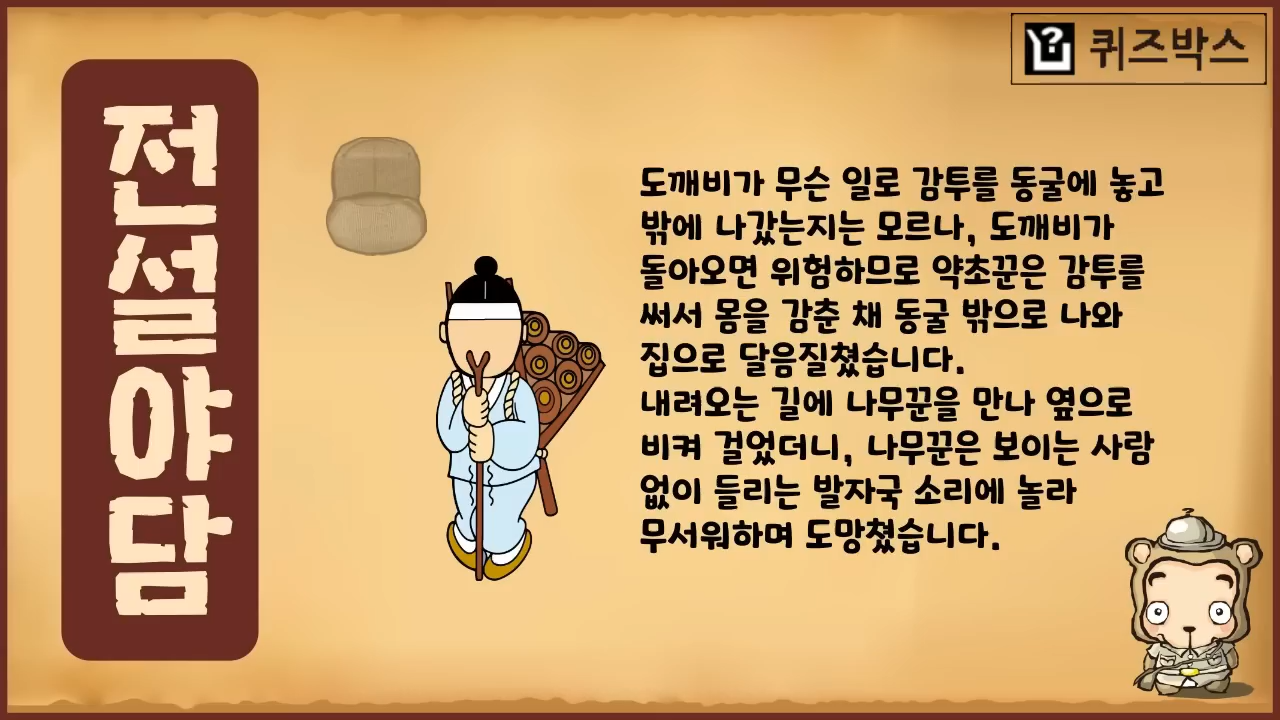 퀴즈박스
전설야담
도깨비가 무슨 일로 감투를 동굴에 놓고
밖에 나갔는지는 모르나, 도깨비가
돌아오면 위험하므로 약초꾼은 감투를
써서 몸을 감춘 채 동굴 밖으로 나와
집으로 달음질쳤습니다.
내려오는 길에 나무꾼을 만나 옆으로
비켜 걸었더니, 나무꾼은 보이는 사람
없이 들리는 발자국 소리에 놀라
무서워하며 도망쳤습니다.